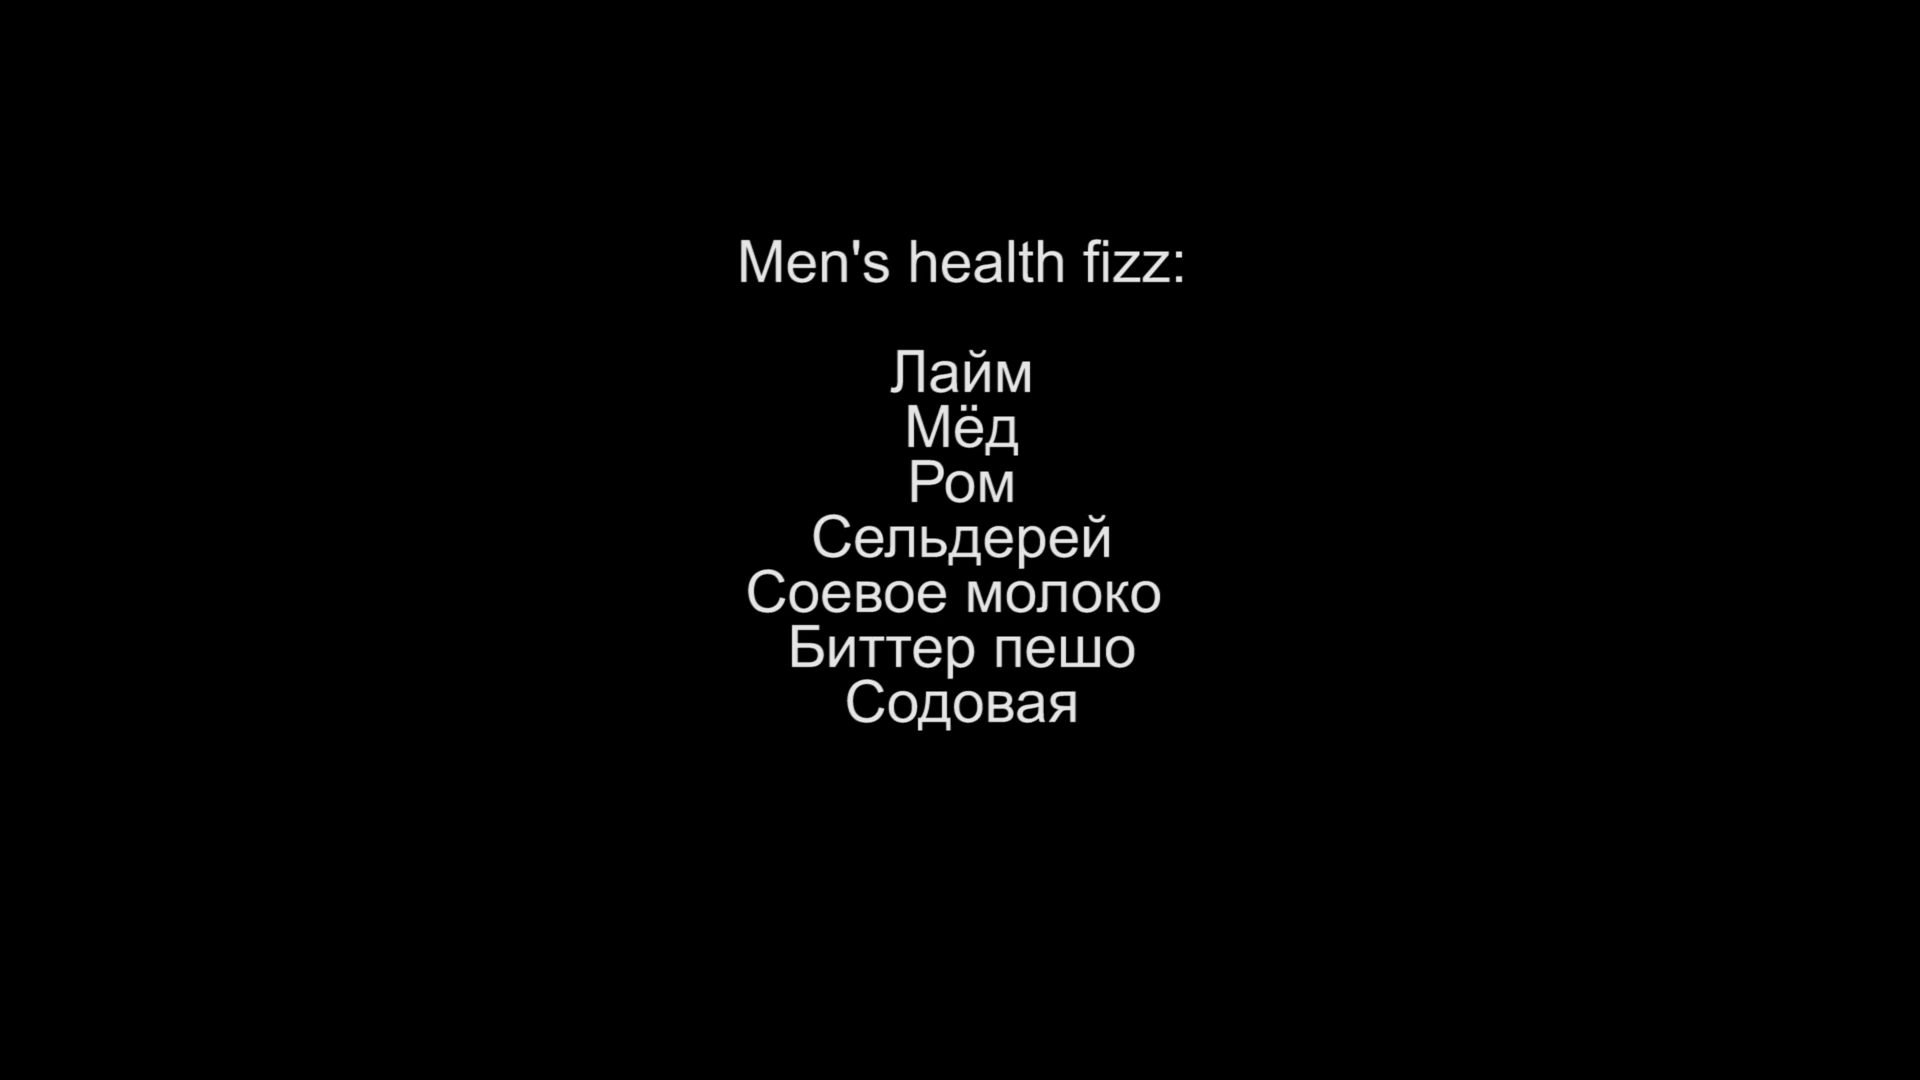 Men's health fizz:
Лайм
Мёд
Ром
Сельдерей
Соевое молоко
Биттер пешо
Содовая